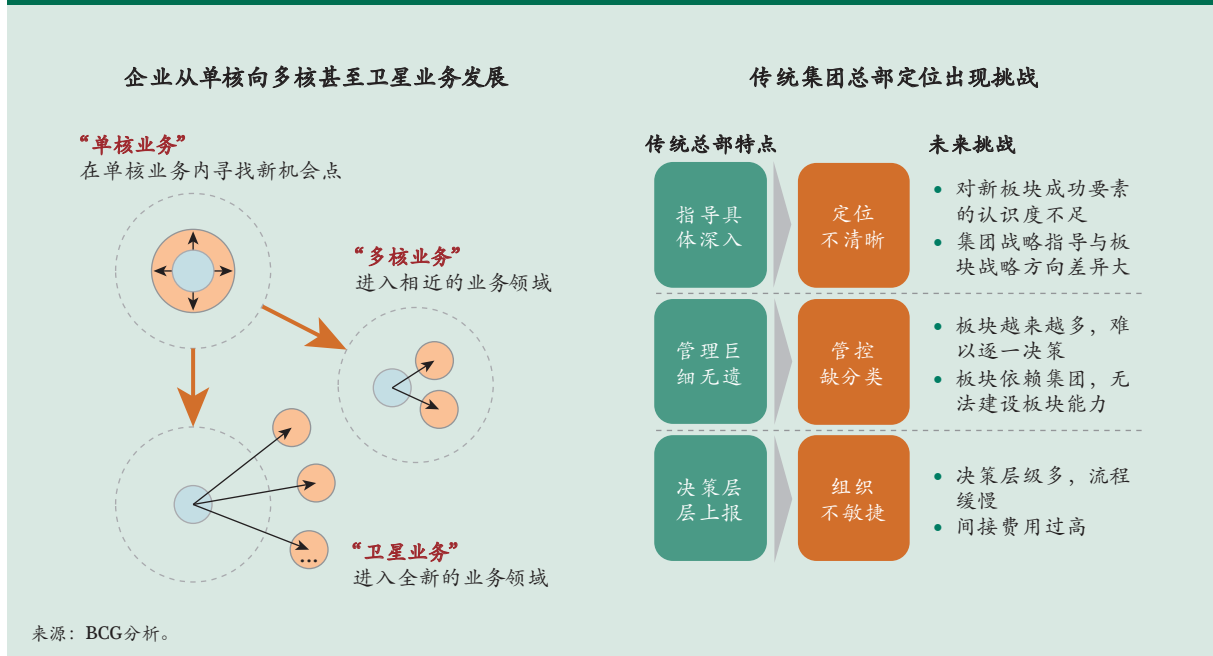 企业从单核向多核甚至卫星业务发展
“单核业务”
在单核业务内寻找新机会点
“多核业务”
进入相近的业务领域
...
“卫星业务”
进入全新的业务领域
传统集团总部定位出现挑战
传统总部特点
未来挑战
指导具
体深入
定位
不清晰
• 对新板块成功要素
的认识度不足
• 集团战略指导与板
块战略方向差异大
管理巨
细无遗
管控
缺分类
• 板块越来越多，难
以逐一决策
• 板块依赖集团，无
法建设板块能力
决策层
层上报
组织
不敏捷
• 决策层级多，流程
缓慢
• 间接费用过高
来源：BCG分析。